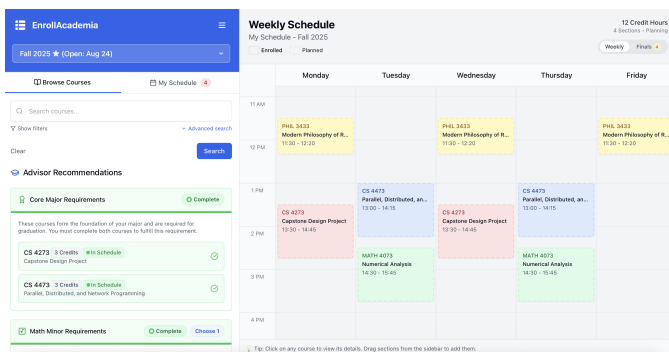 EnrollAcademia
Fall 2025 ★ (Open: Aug 24)
Browse Courses
My Schedule 4
Search courses...
Show filters
Advanced search
Clear
Search
Advisor Recommendations
Core Major Requirements
Complete
These courses form the foundation of your major and are required for
graduation. You must complete both courses to fulfill this requirement.
CS 4273 3 Credits In Schedule
Capstone Design Project
CS 4473 3 Credits In Schedule
Parallel, Distributed, and Network Programming
Math Minor Requirements
Complete
Choose 1
Weekly Schedule
My Schedule - Fall 2025
Enrolled Planned
12 Credit Hours
4 Sections - Planning
Weekly Finals 4
Monday Tuesday Wednesday Thursday Friday
11 AM
12 PM
1 PM
2 PM
3 PM
4 PM
PHIL 3433
Modern Philosophy of R...
11:30 - 12:20
CS 4273
Capstone Design Project
13:30 - 14:45
CS 4473
Parallel, Distributed, an...
13:00 - 14:15
MATH 4073
Numerical Analysis
14:30 - 15:45
PHIL 3433
Modern Philosophy of R...
11:30 - 12:20
CS 4273
Capstone Design Project
13:30 - 14:45
CS 4473
Parallel, Distributed, an...
13:00 - 14:15
MATH 4073
Numerical Analysis
14:30 - 15:45
PHIL 3433
Modern Philosophy of R...
11:30 - 12:20
Tip: Click on any course to view its details. Drag sections from the sidebar to add them.